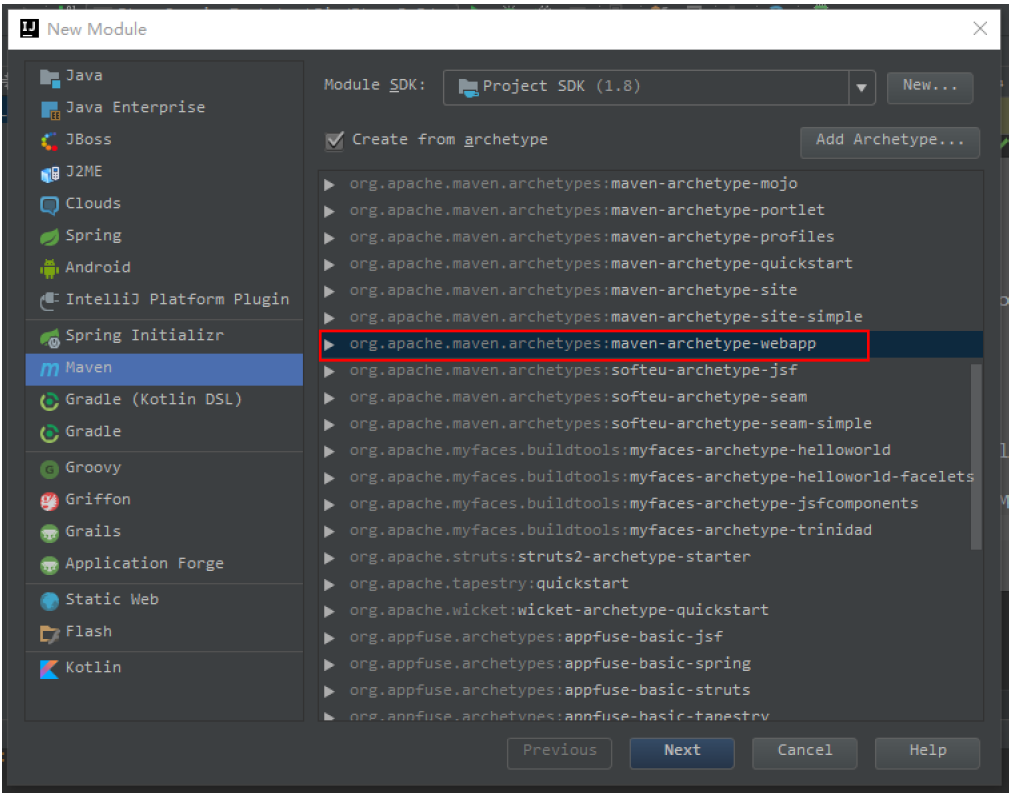 New Module
Java
Java Enterprise
JBoss
J2ME
Clouds
Spring
Android
IntelliJ Platform Plugin
Spring Initializr
Maven
Gradle (Kotlin DSL)
Gradle
Groovy
Griffon
Grails
Application Forge
Static Web
Flash
Kotlin
Module SDK: Project SDK (1.8) New...
Create from archetype Add Archetype...
org.apache.maven.archetypes:maven-archetype-mojo
org.apache.maven.archetypes:maven-archetype-portlet
org.apache.maven.archetypes:maven-archetype-profiles
org.apache.maven.archetypes:maven-archetype-quickstart
org.apache.maven.archetypes:maven-archetype-site
org.apache.maven.archetypes:maven-archetype-site-simple
org.apache.maven.archetypes:maven-archetype-webapp
org.apache.maven.archetypes:softeu-archetype-jsf
org.apache.maven.archetypes:softeu-archetype-seam
org.apache.maven.archetypes:softeu-archetype-seam-simple
org.apache.myfaces.buildtools:myfaces-archetype-helloworld
org.apache.myfaces.buildtools:myfaces-archetype-helloworld-facelets
org.apache.myfaces.buildtools:myfaces-archetype-jsfcomponents
org.apache.myfaces.buildtools:myfaces-archetype-trinidad
org.apache.struts:struts2-archetype-starter
org.apache.tapestry:quickstart
org.apache.wicket:wicket-archetype-quickstart
org.appfuse.archetypes:appfuse-basic-jsf
org.appfuse.archetypes:appfuse-basic-spring
org.appfuse.archetypes:appfuse-basic-struts
org.appfuse.archetypes:appfuse-basic-tapestry
Previous Next Cancel Help